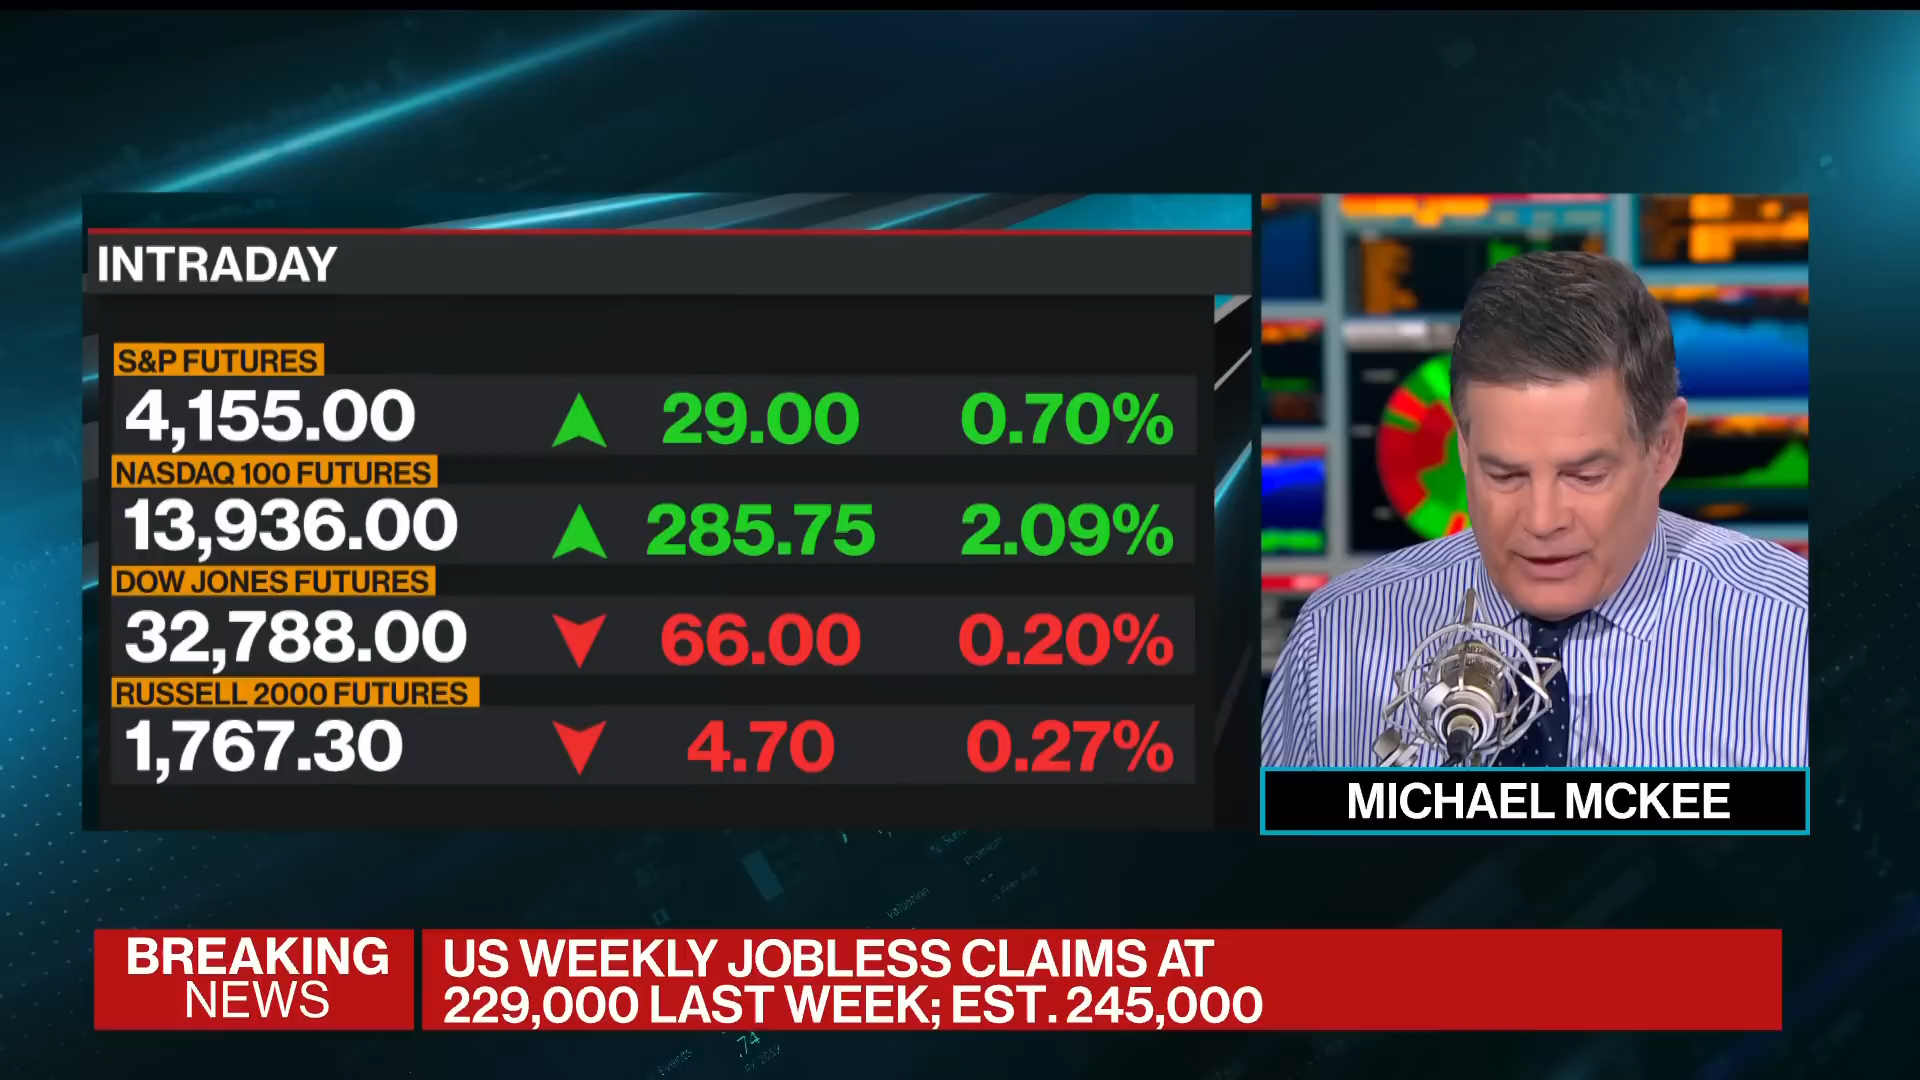 INTRADAY
S&P FUTURES
4,155.00 29.00 0.70%
NASDAQ 100 FUTURES
13,936.00 285.75 2.09%
DOW JONES FUTURES
32,788.00 66.00 0.20%
RUSSELL 2000 FUTURES
1,767.30 4.70 0.27%
MICHAEL MCKEE
BREAKING
NEWS
US WEEKLY JOBLESS CLAIMS AT
229,000 LAST WEEK; EST. 245,000